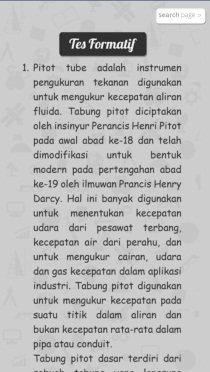 search page >
Tes Formatif
1. Pitot tube adalah instrumen
pengukuran tekanan digunakan
untuk mengukur kecepatan aliran
fluida. Tabung pitot diciptakan
oleh insinyur Perancis Henri Pitot
pada awal abad ke-18 dan telah
dimodifikasi untuk bentuk
modern pada pertengahan abad
ke-19 oleh ilmuwan Prancis Henry
Darcy. Hal ini banyak digunakan
untuk menentukan kecepatan
udara dari pesawat terbang,
kecepatan air dari perahu, dan
untuk mengukur cairan, udara
dan gas kecepatan dalam aplikasi
industri. Tabung pitot digunakan
untuk mengukur kecepatan pada
suatu titik dalam aliran dan
bukan kecepatan rata-rata dalam
pipa atau conduit.
Tabung pitot dasar terdiri dari